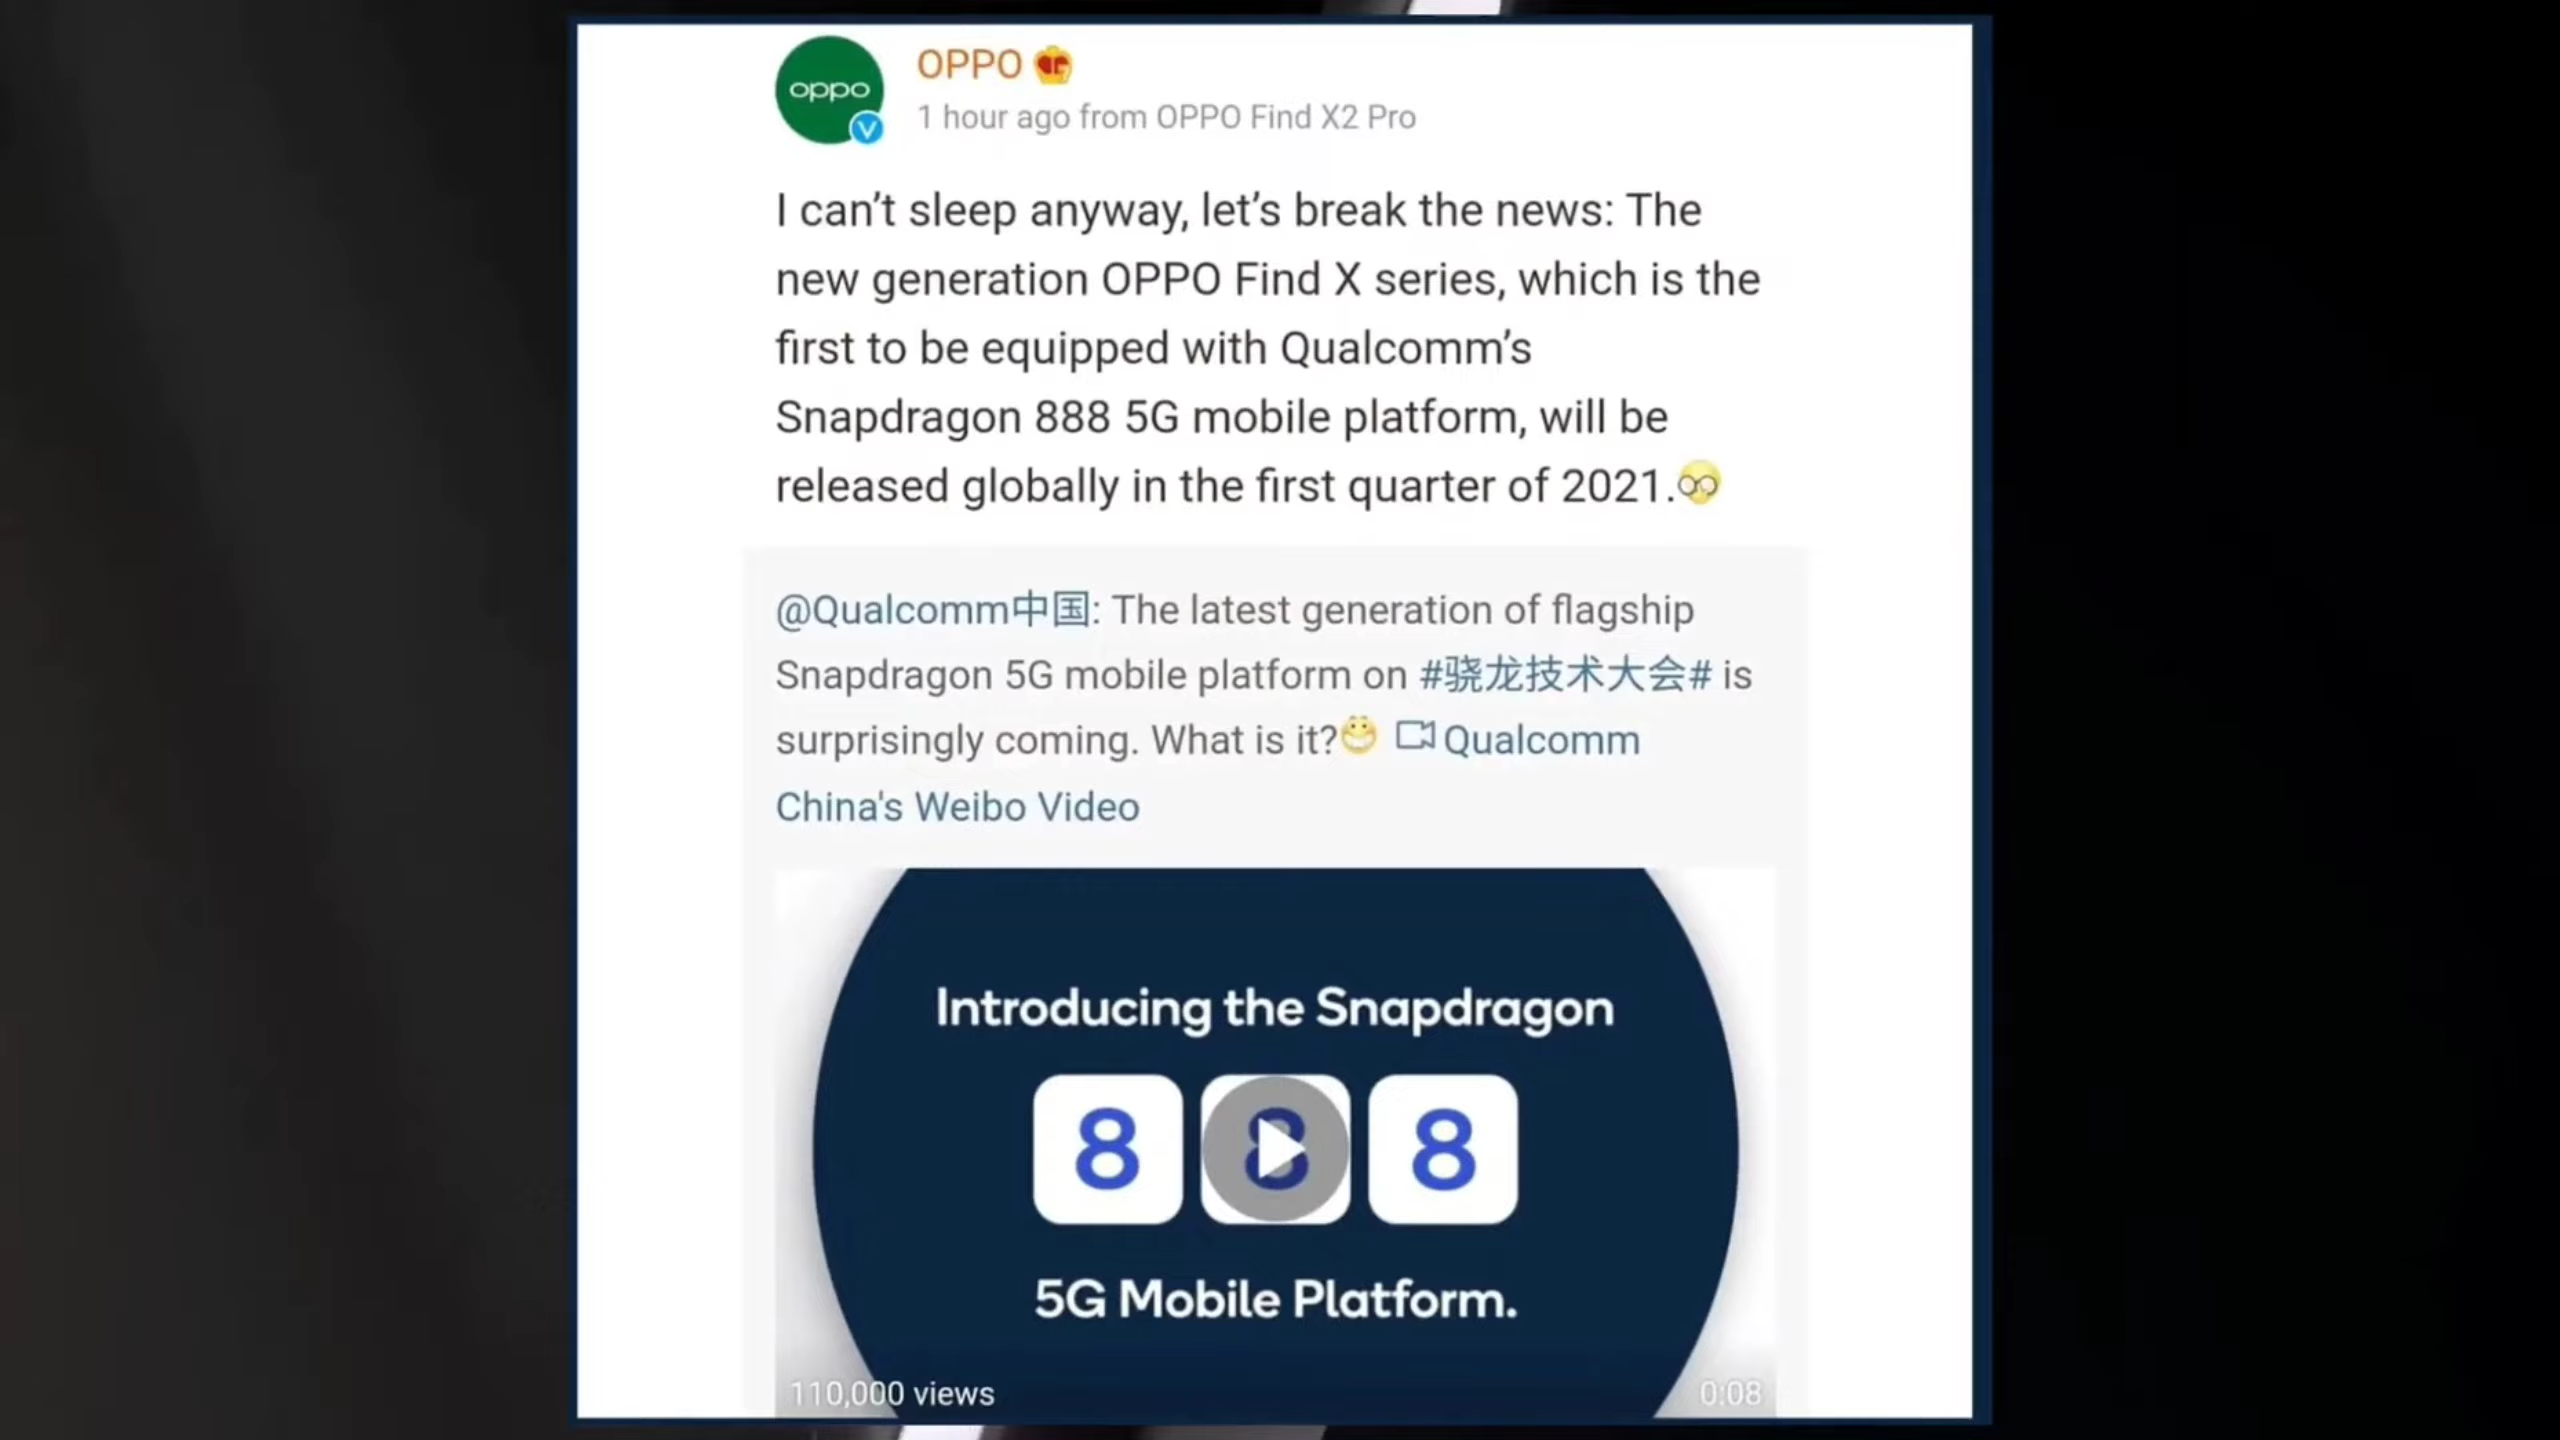 oppo
OPPO
1 hour ago from OPPO Find X2 Pro
I can't sleep anyway, let's break the news: The
new generation OPPO Find X series, which is the
first to be equipped with Qualcomm's
Snapdragon 888 5G mobile platform, will be
released globally in the first quarter of 2021.
@Qualcomm中国: The latest generation of flagship
Snapdragon 5G mobile platform on #骁龙技术大会# is
surprisingly coming. What is it? Qualcomm
China's Weibo Video
Introducing the Snapdragon
8 8 8
5G Mobile Platform.
110,000 views 0:08